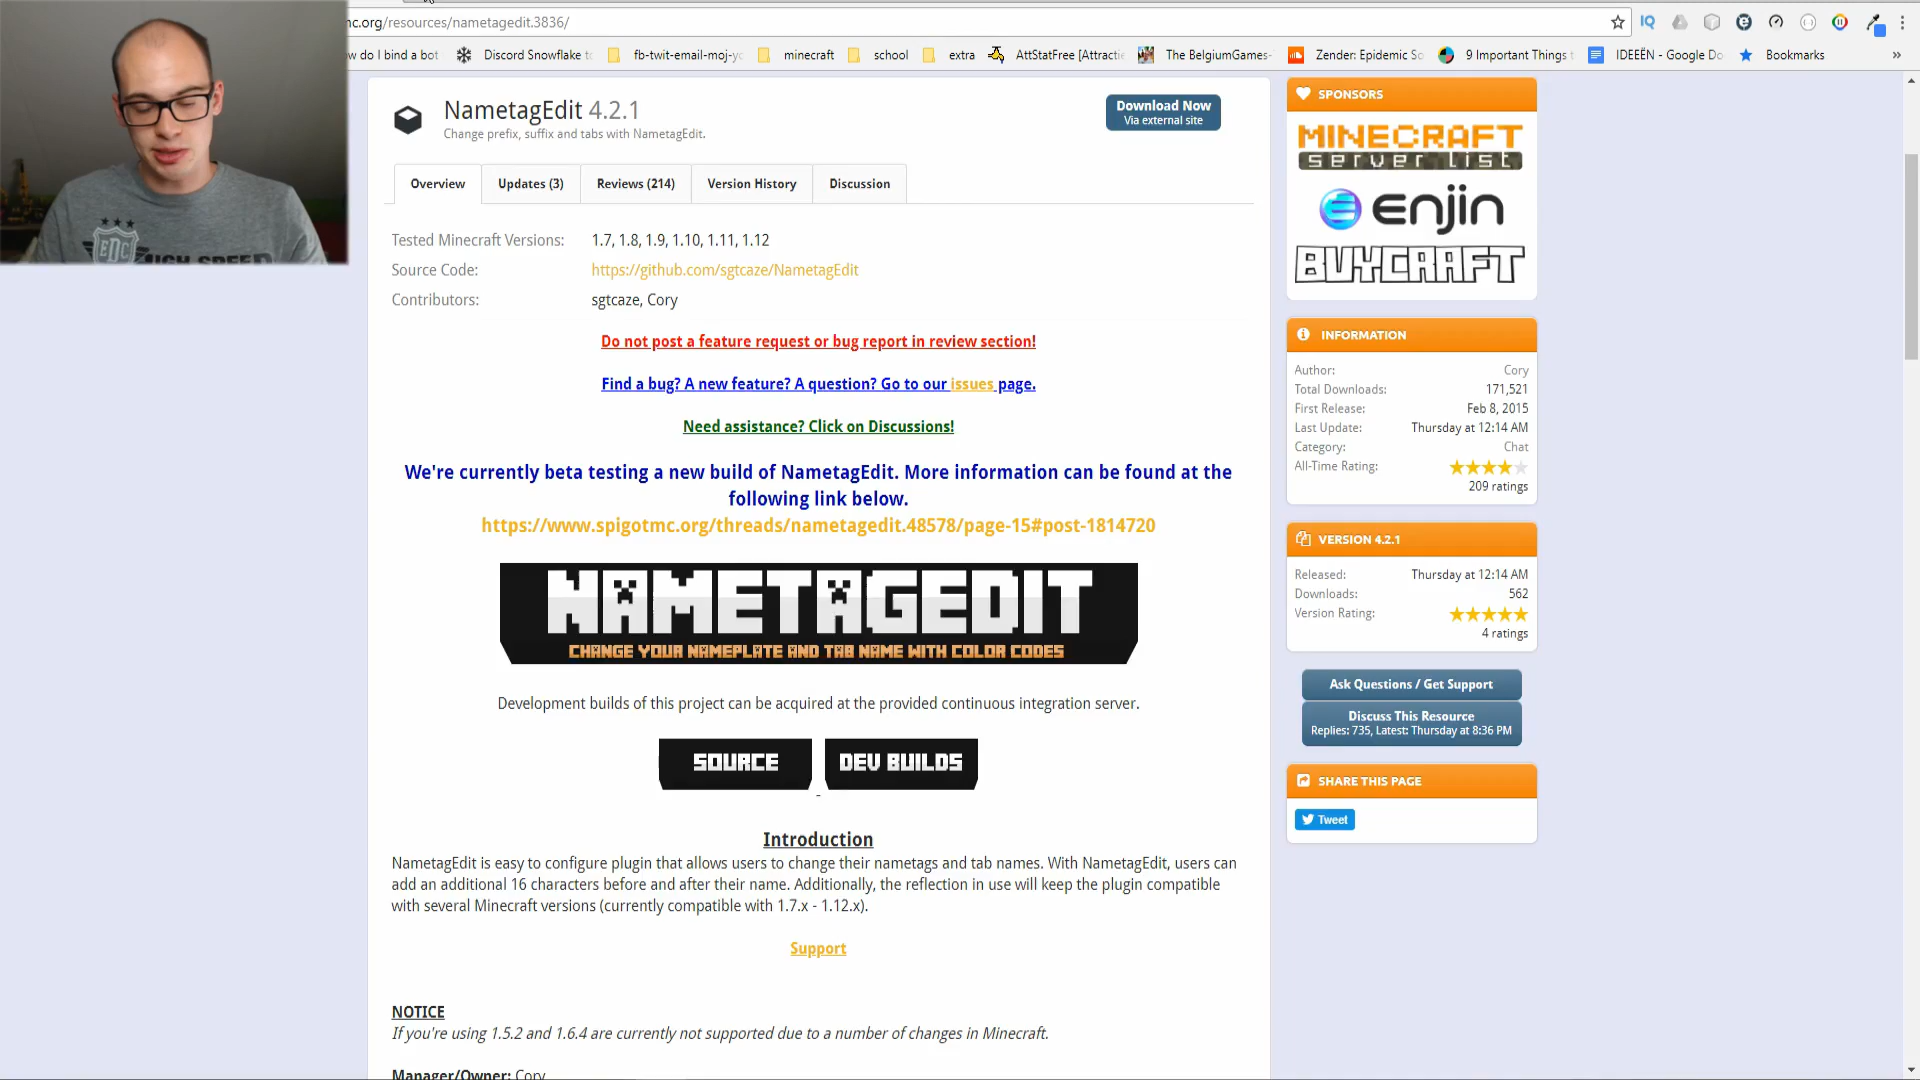 mc.org/resources/nametagedit.3836/
ow do I bind a bot
Discord Snowflake to
fb-twit-email-moj-yo
minecraft
school
extra
AttStatFree [Attractie
The BelgiumGames-
Zender: Epidemic So
9 Important Things t
IDEEËN - Google Do
Bookmarks
»
NametagEdit 4.2.1
Change prefix, suffix and tabs with NametagEdit.
Download Now
Via external site
Overview
Updates (3)
Reviews (214)
Version History
Discussion
Tested Minecraft Versions: 1.7, 1.8, 1.9, 1.10, 1.11, 1.12
Source Code: https://github.com/sgtcaze/NametagEdit
Contributors: sgtcaze, Cory
Do not post a feature request or bug report in review section!
Find a bug? A new feature? A question? Go to our issues page.
Need assistance? Click on Discussions!
We're currently beta testing a new build of NametagEdit. More information can be found at the
following link below.
https://www.spigotmc.org/threads/nametagedit.48578/page-15#post-1814720
NAMETAGEDIT
CHANGE YOUR NAMEPLATE AND TAB NAME WITH COLOR CODES
Development builds of this project can be acquired at the provided continuous integration server.
SOURCE
DEV BUILDS
Introduction
NametagEdit is easy to configure plugin that allows users to change their nametags and tab names. With NametagEdit, users can
add an additional 16 characters before and after their name. Additionally, the reflection in use will keep the plugin compatible
with several Minecraft versions (currently compatible with 1.7.x - 1.12.x).
Support
NOTICE
If you're using 1.5.2 and 1.6.4 are currently not supported due to a number of changes in Minecraft.
Manager/Owner: Cory
SPONSORS
MINECRAFT
server list
enjin
BUYCRAFT
INFORMATION
Author: Cory
Total Downloads: 171,521
First Release: Feb 8, 2015
Last Update: Thursday at 12:14 AM
Category: Chat
All-Time Rating:
209 ratings
VERSION 4.2.1
Released: Thursday at 12:14 AM
Downloads: 562
Version Rating:
4 ratings
Ask Questions / Get Support
Discuss This Resource
Replies: 735, Latest: Thursday at 8:36 PM
SHARE THIS PAGE
Tweet
EDC
HIGH SPEED